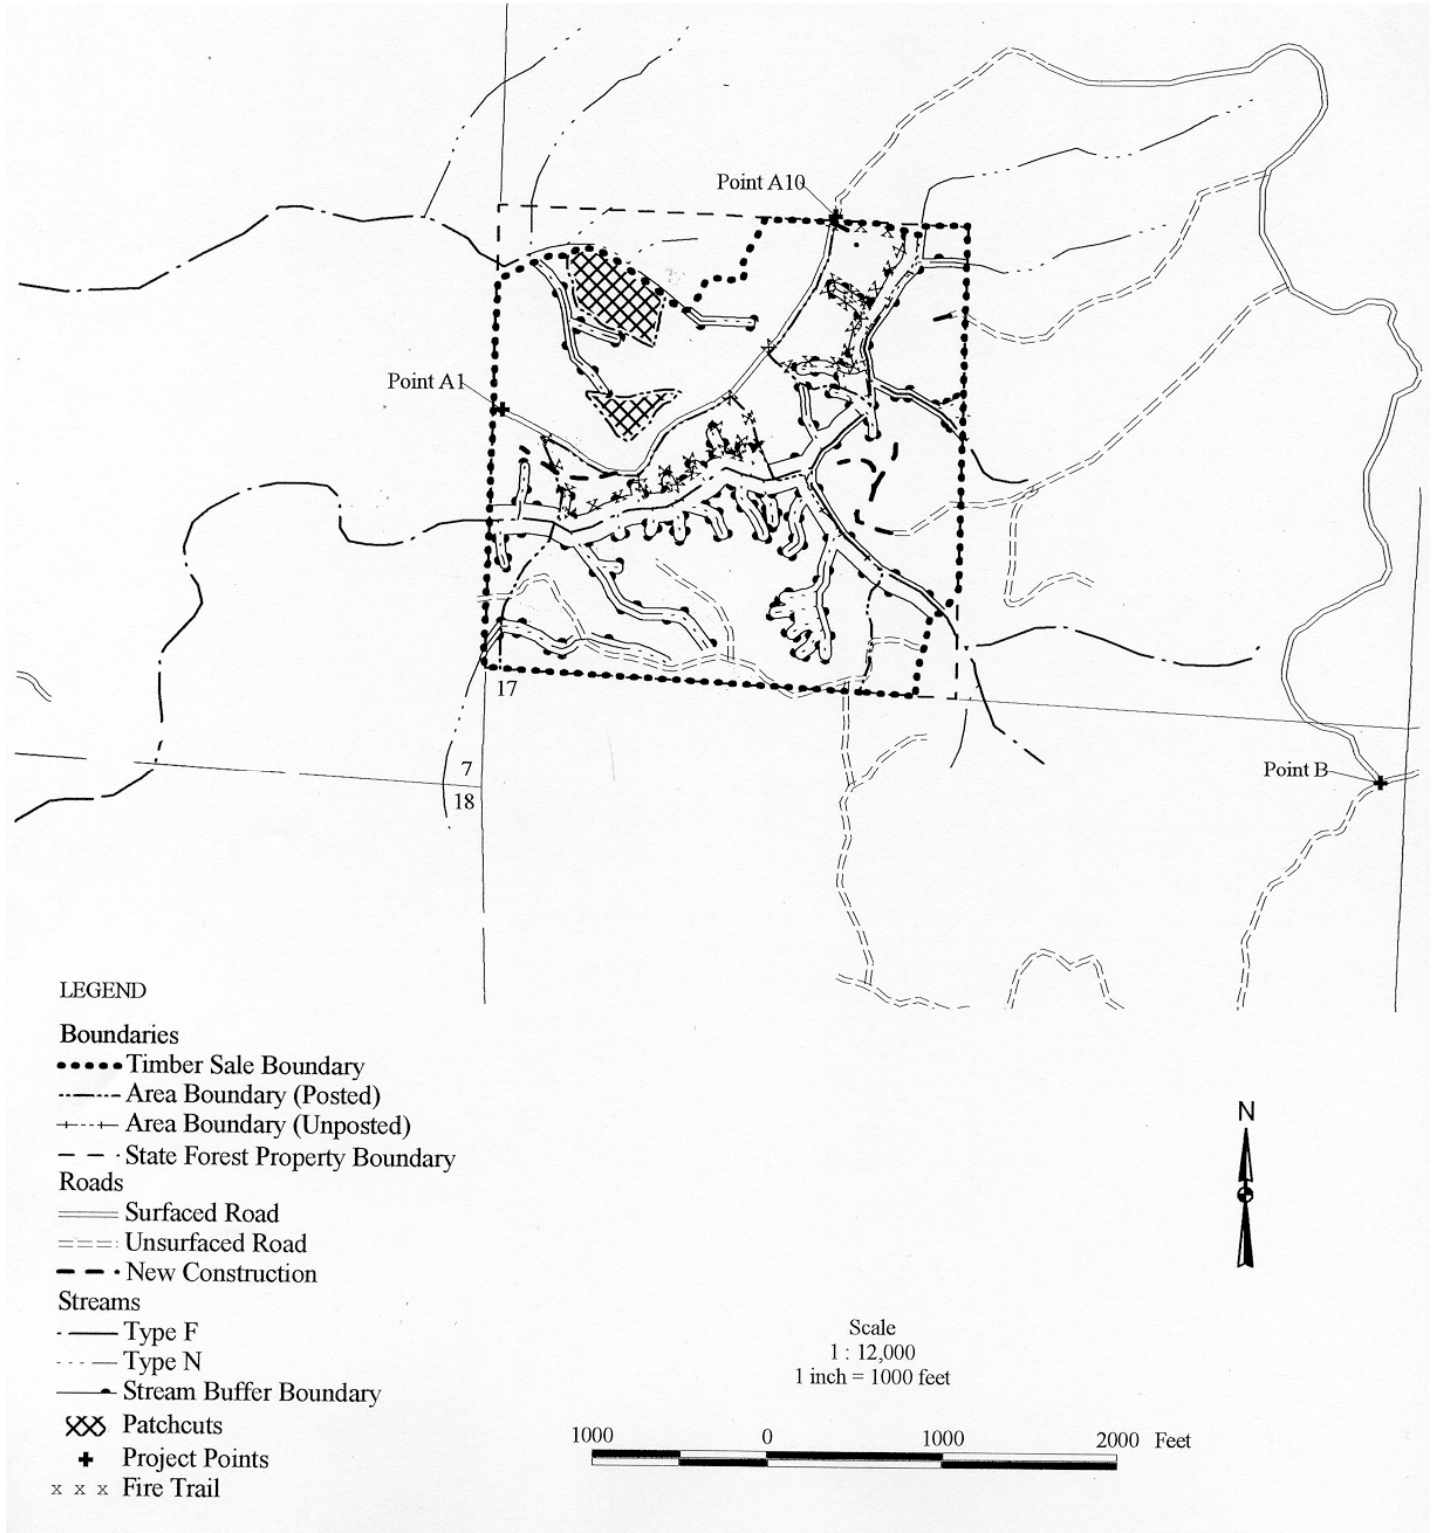 Point A10
Point A1
17
7
18
Point B
LEGEND
Boundaries
Timber Sale Boundary
Area Boundary (Posted)
Area Boundary (Unposted)
State Forest Property Boundary
Roads
Surfaced Road
Unsurfaced Road
New Construction
Streams
Type F
Type N
Stream Buffer Boundary
Patchcuts
Project Points
x x x Fire Trail
N
Scale
1 : 12,000
1 inch = 1000 feet
1000 0 1000 2000 Feet